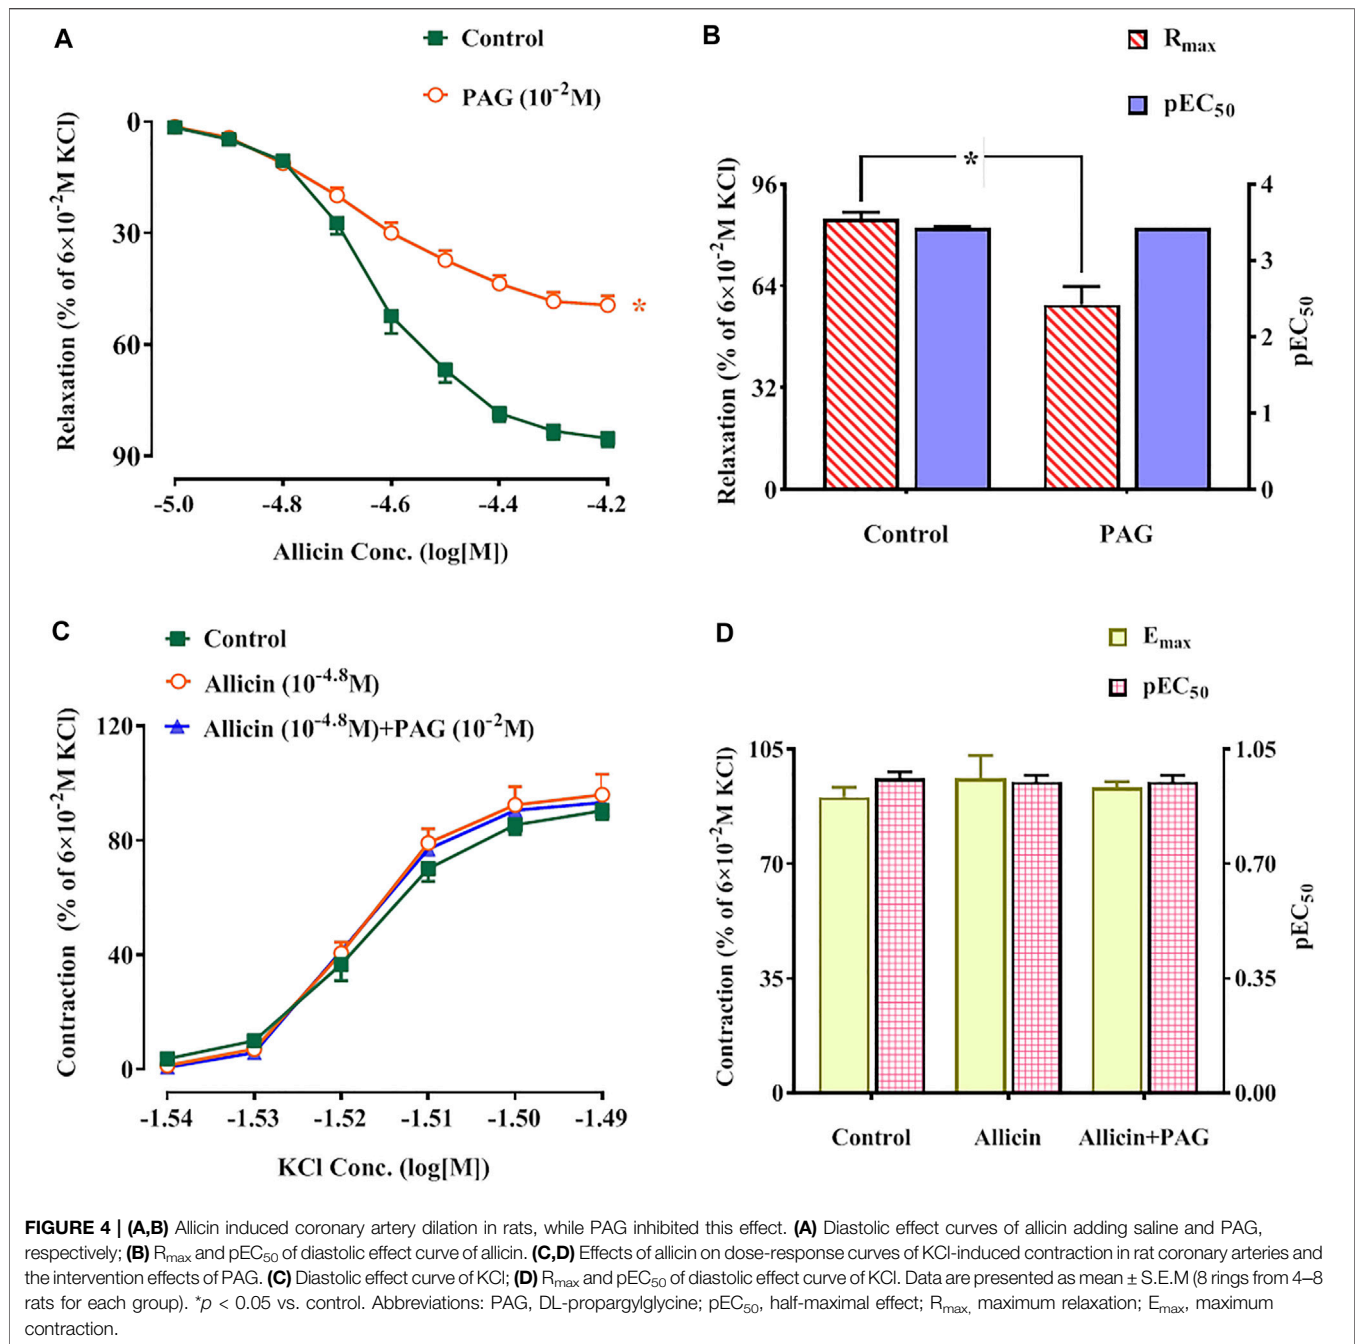 A
Control
PAG (10⁻²M)
Relaxation (% of 6×10⁻²M KCl)
0
30
60
90
-5.0 -4.8 -4.6 -4.4 -4.2
*
Allicin Conc. (log[M])
B
Rmax
pEC50
Relaxation (% of 6×10⁻²M KCl)
96
64
32
0
*
4
3
2
1
0
pEC50
Control PAG
C
Control
Allicin (10⁻⁴·⁸M)
Allicin (10⁻⁴·⁸M)+PAG (10⁻²M)
Contraction (% of 6×10⁻²M KCl)
120
80
40
0
-1.54 -1.53 -1.52 -1.51 -1.50 -1.49
KCl Conc. (log[M])
D
Emax
pEC50
Contraction (% of 6×10⁻²M KCl)
105
70
35
0
1.05
0.70
0.35
0.00
pEC50
Control Allicin Allicin+PAG
FIGURE 4 | (A,B) Allicin induced coronary artery dilation in rats, while PAG inhibited this effect. (A) Diastolic effect curves of allicin adding saline and PAG,
respectively; (B) Rmax and pEC50 of diastolic effect curve of allicin. (C,D) Effects of allicin on dose-response curves of KCl-induced contraction in rat coronary arteries and
the intervention effects of PAG. (C) Diastolic effect curve of KCl; (D) Rmax and pEC50 of diastolic effect curve of KCl. Data are presented as mean ± S.E.M (8 rings from 4–8
rats for each group). *p < 0.05 vs. control. Abbreviations: PAG, DL-propargylglycine; pEC50, half-maximal effect; Rmax, maximum relaxation; Emax, maximum
contraction.